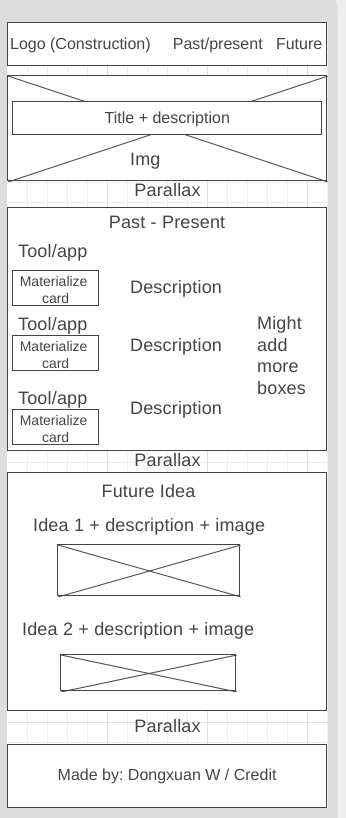 Logo (Construction) Past/present Future
Title + description
Img
Parallax
Past - Present
Tool/app
Materialize
card
Description
Tool/app
Materialize
card
Description
Tool/app
Materialize
card
Description
Might
add
more
boxes
Parallax
Future Idea
Idea 1 + description + image
Idea 2 + description + image
Parallax
Made by: Dongxuan W / Credit